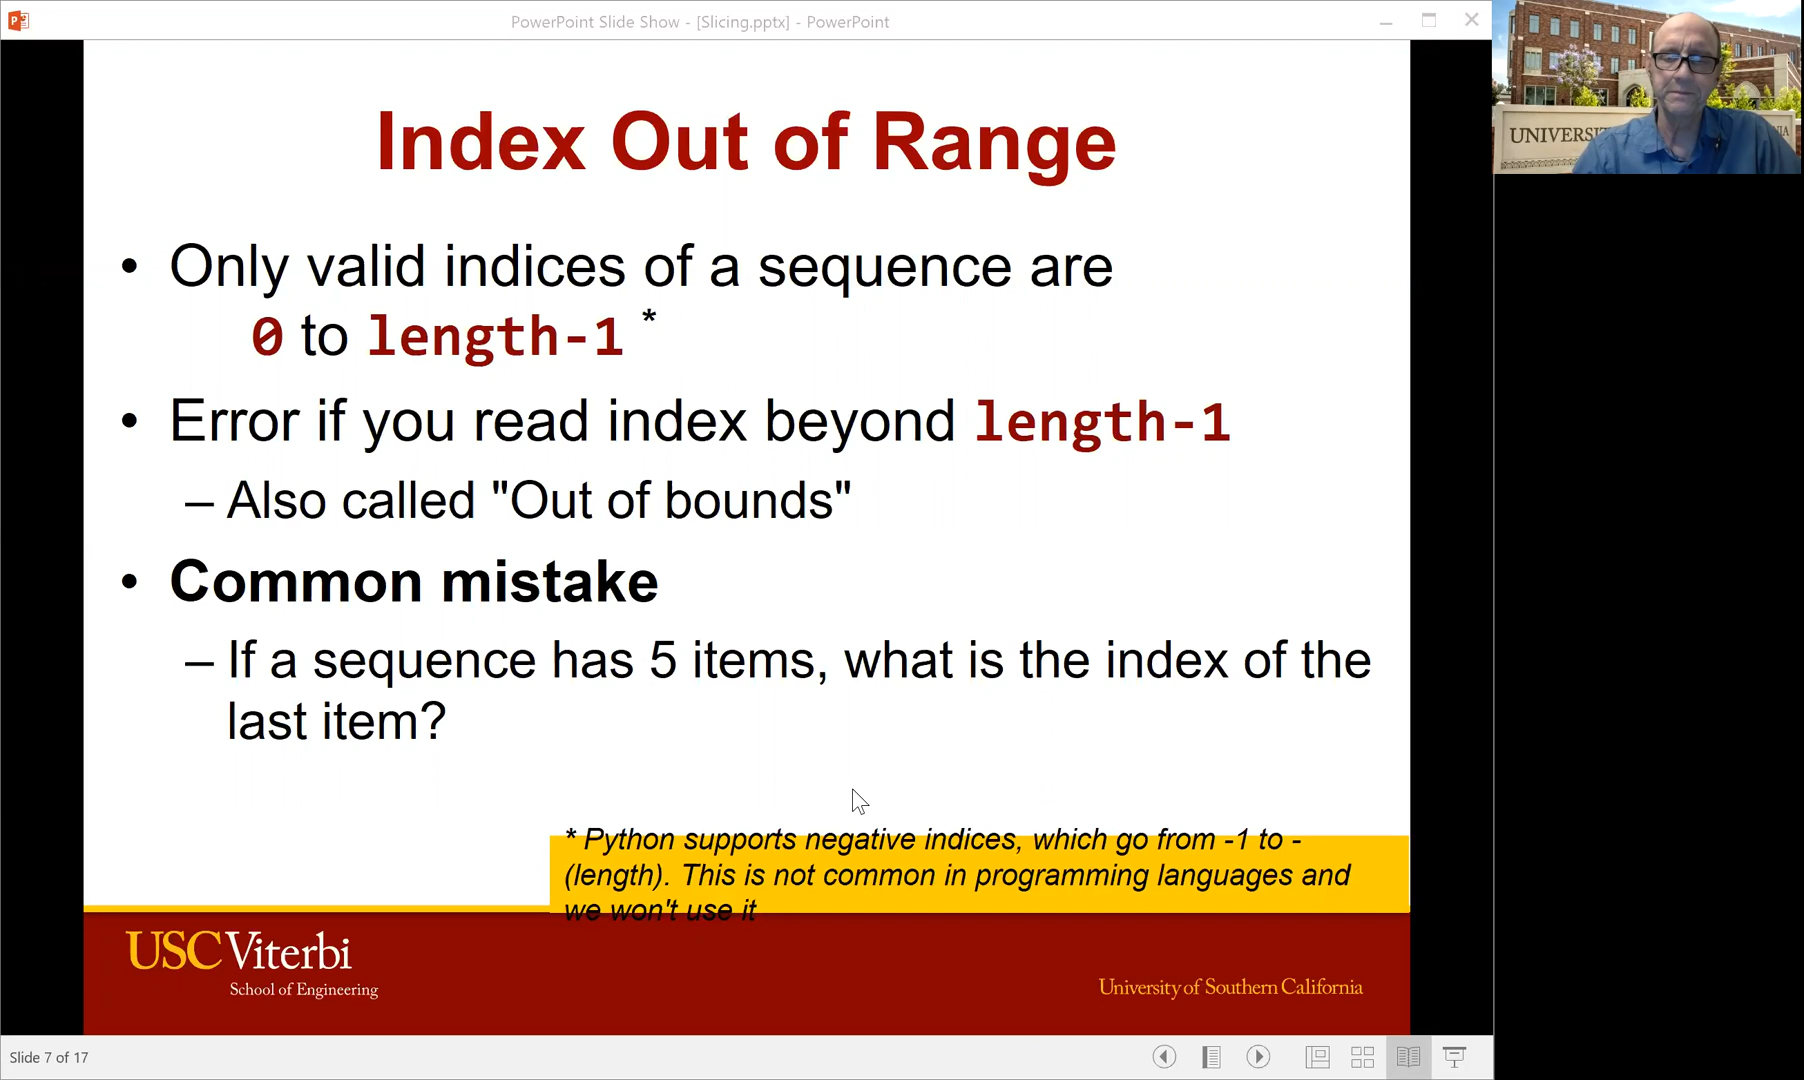 PowerPoint Slide Show - [Slicing.pptx] - PowerPoint
Index Out of Range
• Only valid indices of a sequence are
0 to length-1 *
• Error if you read index beyond length-1
– Also called "Out of bounds"
• Common mistake
– If a sequence has 5 items, what is the index of the
last item?
* Python supports negative indices, which go from -1 to -
(length). This is not common in programming languages and
we won't use it
USC Viterbi
School of Engineering
University of Southern California
Slide 7 of 17